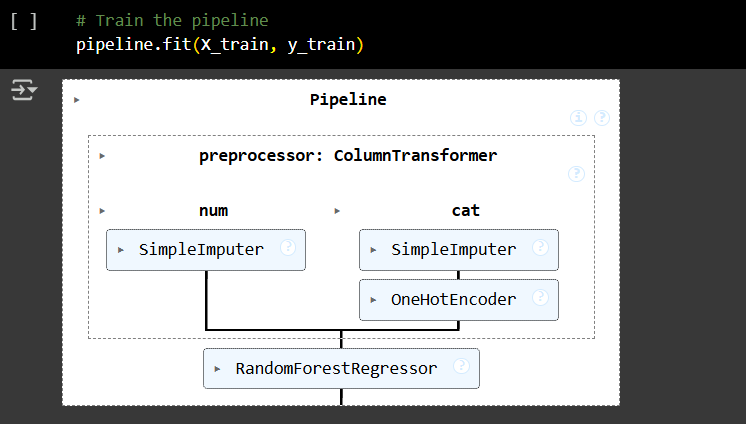 [ ] # Train the pipeline
pipeline.fit(X_train, y_train)
Pipeline
i ?
preprocessor: ColumnTransformer
?
num cat
SimpleImputer ? SimpleImputer ?
OneHotEncoder ?
RandomForestRegressor ?